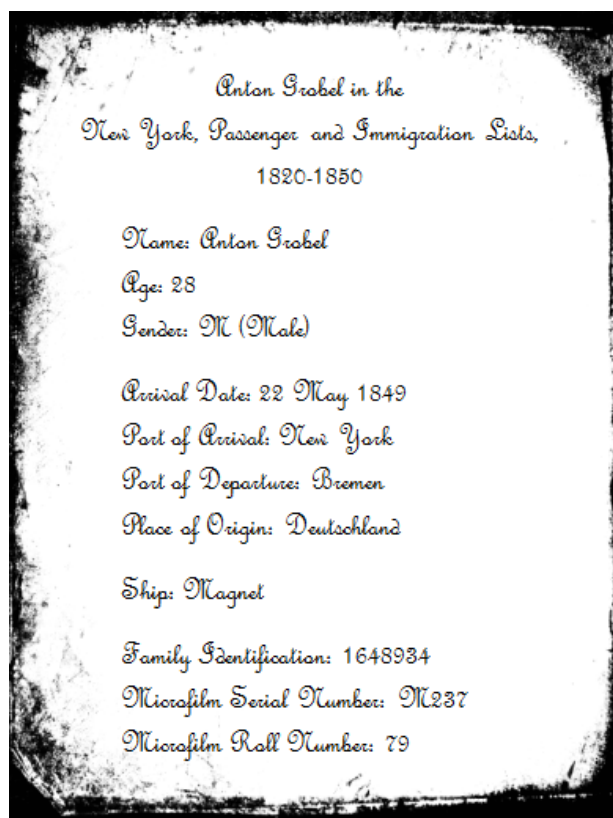 Anton Grobel in the
New York, Passenger and Immigration Lists,
1820-1850
Name: Anton Grobel
Age: 28
Gender: M (Male)
Arrival Date: 22 May 1849
Port of Arrival: New York
Port of Departure: Bremen
Place of Origin: Deutschland
Ship: Magnet
Family Identification: 1648934
Microfilm Serial Number: M237
Microfilm Roll Number: 79